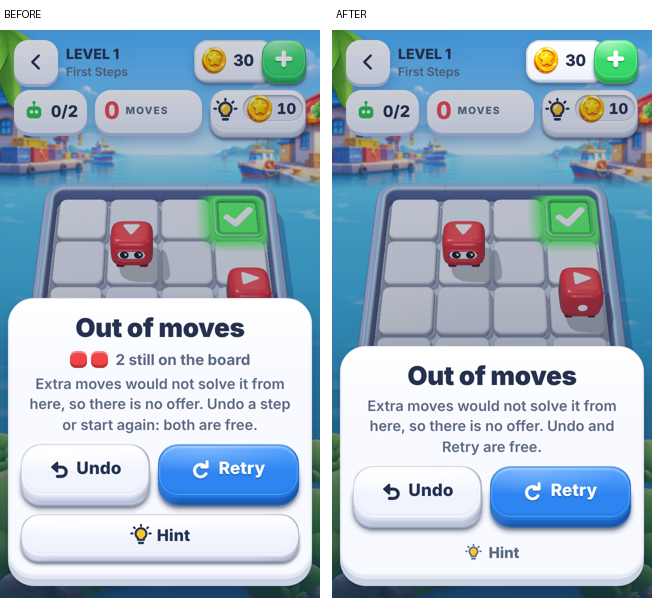 BEFORE
LEVEL 1
First Steps
30
0/2
0 MOVES
10
Out of moves
2 still on the board
Extra moves would not solve it from
here, so there is no offer. Undo a step
or start again: both are free.
Undo
Retry
Hint
AFTER
LEVEL 1
First Steps
30
0/2
0 MOVES
10
Out of moves
Extra moves would not solve it from
here, so there is no offer. Undo and
Retry are free.
Undo
Retry
Hint